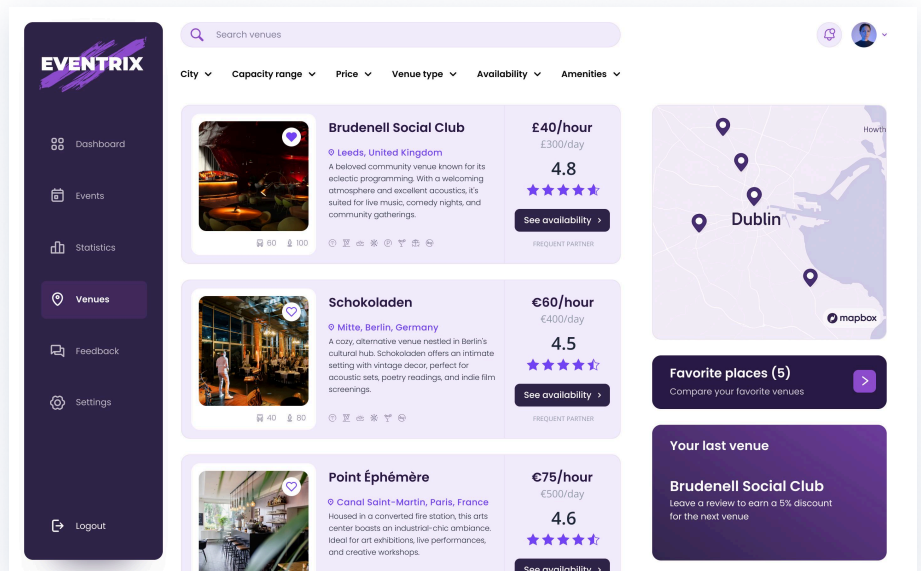 EVENTRIX
Dashboard
Events
Statistics
Venues
Feedback
Settings
Logout
Search venues
City
Capacity range
Price
Venue type
Availability
Amenities
Brudenell Social Club
Leeds, United Kingdom
A beloved community venue known for its
eclectic programming. With a welcoming
atmosphere and excellent acoustics, it's
suited for live music, comedy nights, and
community gatherings.
60 100
£40/hour
£300/day
4.8
See availability
FREQUENT PARTNER
Schokoladen
Mitte, Berlin, Germany
A cozy, alternative venue nestled in Berlin's
cultural hub. Schokoladen offers an intimate
setting with vintage decor, perfect for
acoustic sets, poetry readings, and indie film
screenings.
40 80
€60/hour
€400/day
4.5
See availability
FREQUENT PARTNER
Point Éphémère
Canal Saint-Martin, Paris, France
Housed in a converted fire station, this arts
center boasts an industrial-chic ambiance.
Ideal for art exhibitions, live performances,
and creative workshops.
€75/hour
€500/day
4.6
See availability
Howth
Dublin
mapbox
Favorite places (5)
Compare your favorite venues
Your last venue
Brudenell Social Club
Leave a review to earn a 5% discount
for the next venue